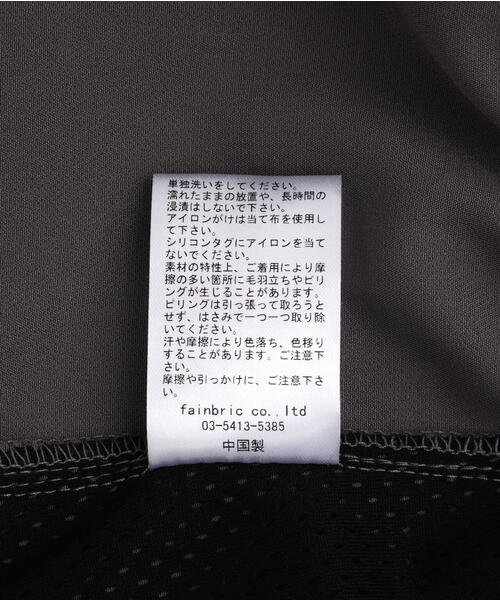 単独洗いをしてください。
濡れたままの放置や、長時間の
浸漬はしないで下さい。
アイロンがけは当て布を使用し
て下さい。
シリコンタグにアイロンを当て
ないでください。
素材の特性上、ご着用により摩
擦の多い箇所に毛羽立ちやピリ
ングが生じることがあります。
ピリングは引っ張って取ろうと
せず、はさみで一つ一つ取り除
いてください。
汗や摩擦により色落ち、色移り
することがあります。ご注意下
さい。
摩擦や引っかけに、ご注意下さ
い。
fainbric co.,ltd
03-5413-5385
中国製